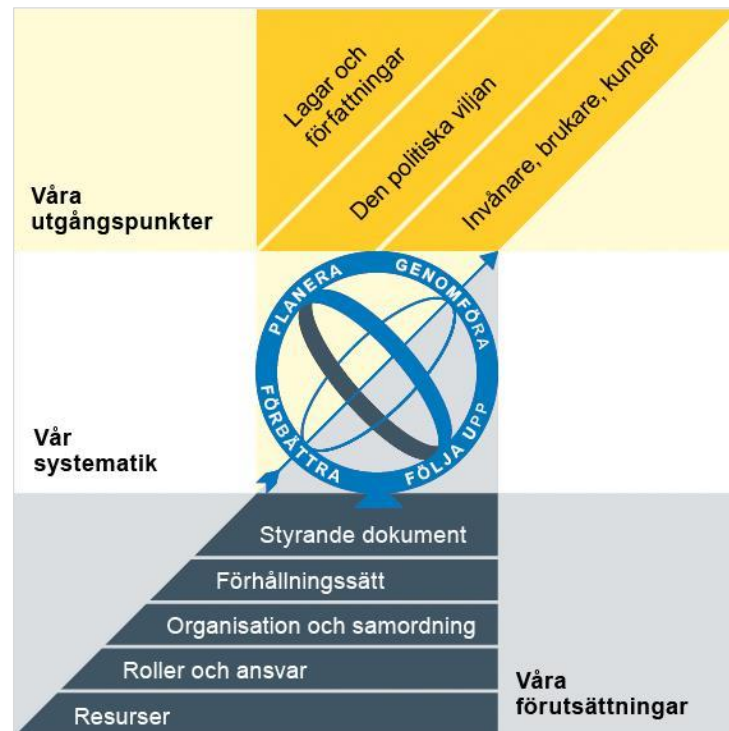 Lagar och
författningar
Den politiska viljan
Invånare, brukare, kunder
Våra
utgångspunkter
PLANERA
GENOMFÖRA
FÖLJA UPP
FÖRBÄTTRA
Vår
systematik
Styrande dokument
Förhållningssätt
Organisation och samordning
Roller och ansvar
Resurser
Våra
förutsättningar